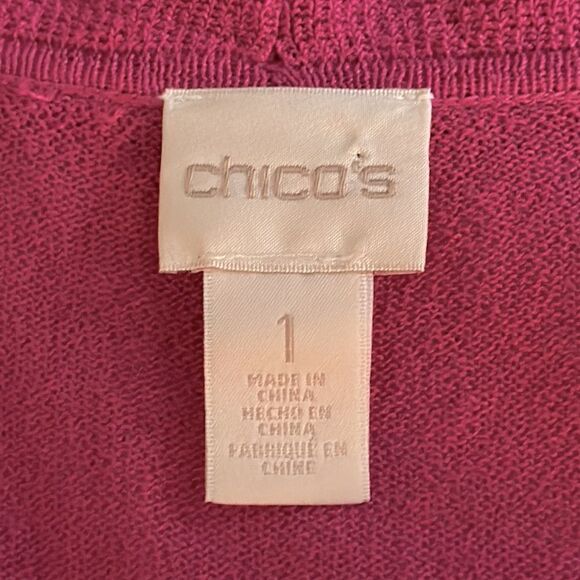 chico's
1
MADE IN
CHINA
HECHO EN
CHINA
FABRIQUÉ EN
CHINE